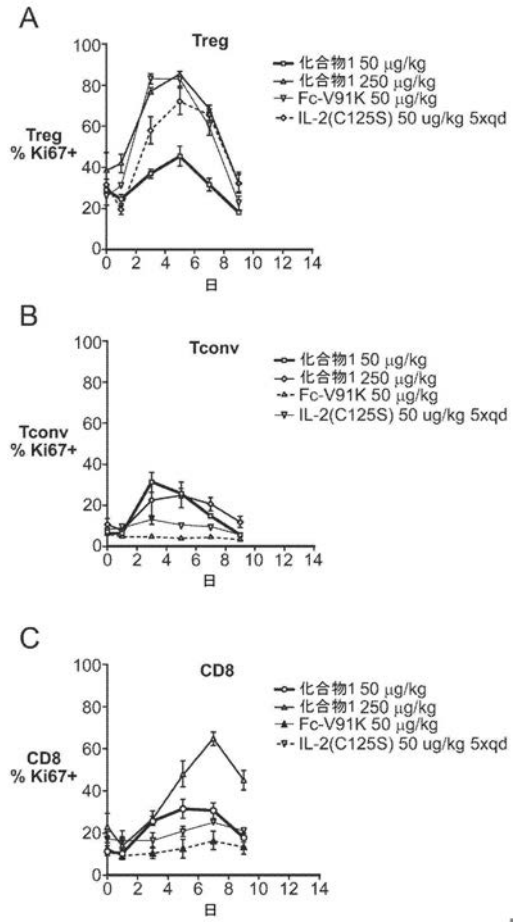 A
Treg
100
80
60
40
20
0
Treg
% Ki67+
0 2 4 6 8 10 12 14
日
化合物1 50 µg/kg
化合物1 250 µg/kg
Fc-V91K 50 µg/kg
IL-2(C125S) 50 ug/kg 5xqd
B
Tconv
100
80
60
40
20
0
Tconv
% Ki67+
0 2 4 6 8 10 12 14
日
化合物1 50 µg/kg
化合物1 250 µg/kg
Fc-V91K 50 µg/kg
IL-2(C125S) 50 ug/kg 5xqd
C
CD8
100
80
60
40
20
0
CD8
% Ki67+
0 2 4 6 8 10 12 14
日
化合物1 50 µg/kg
化合物1 250 µg/kg
Fc-V91K 50 µg/kg
IL-2(C125S) 50 ug/kg 5xqd